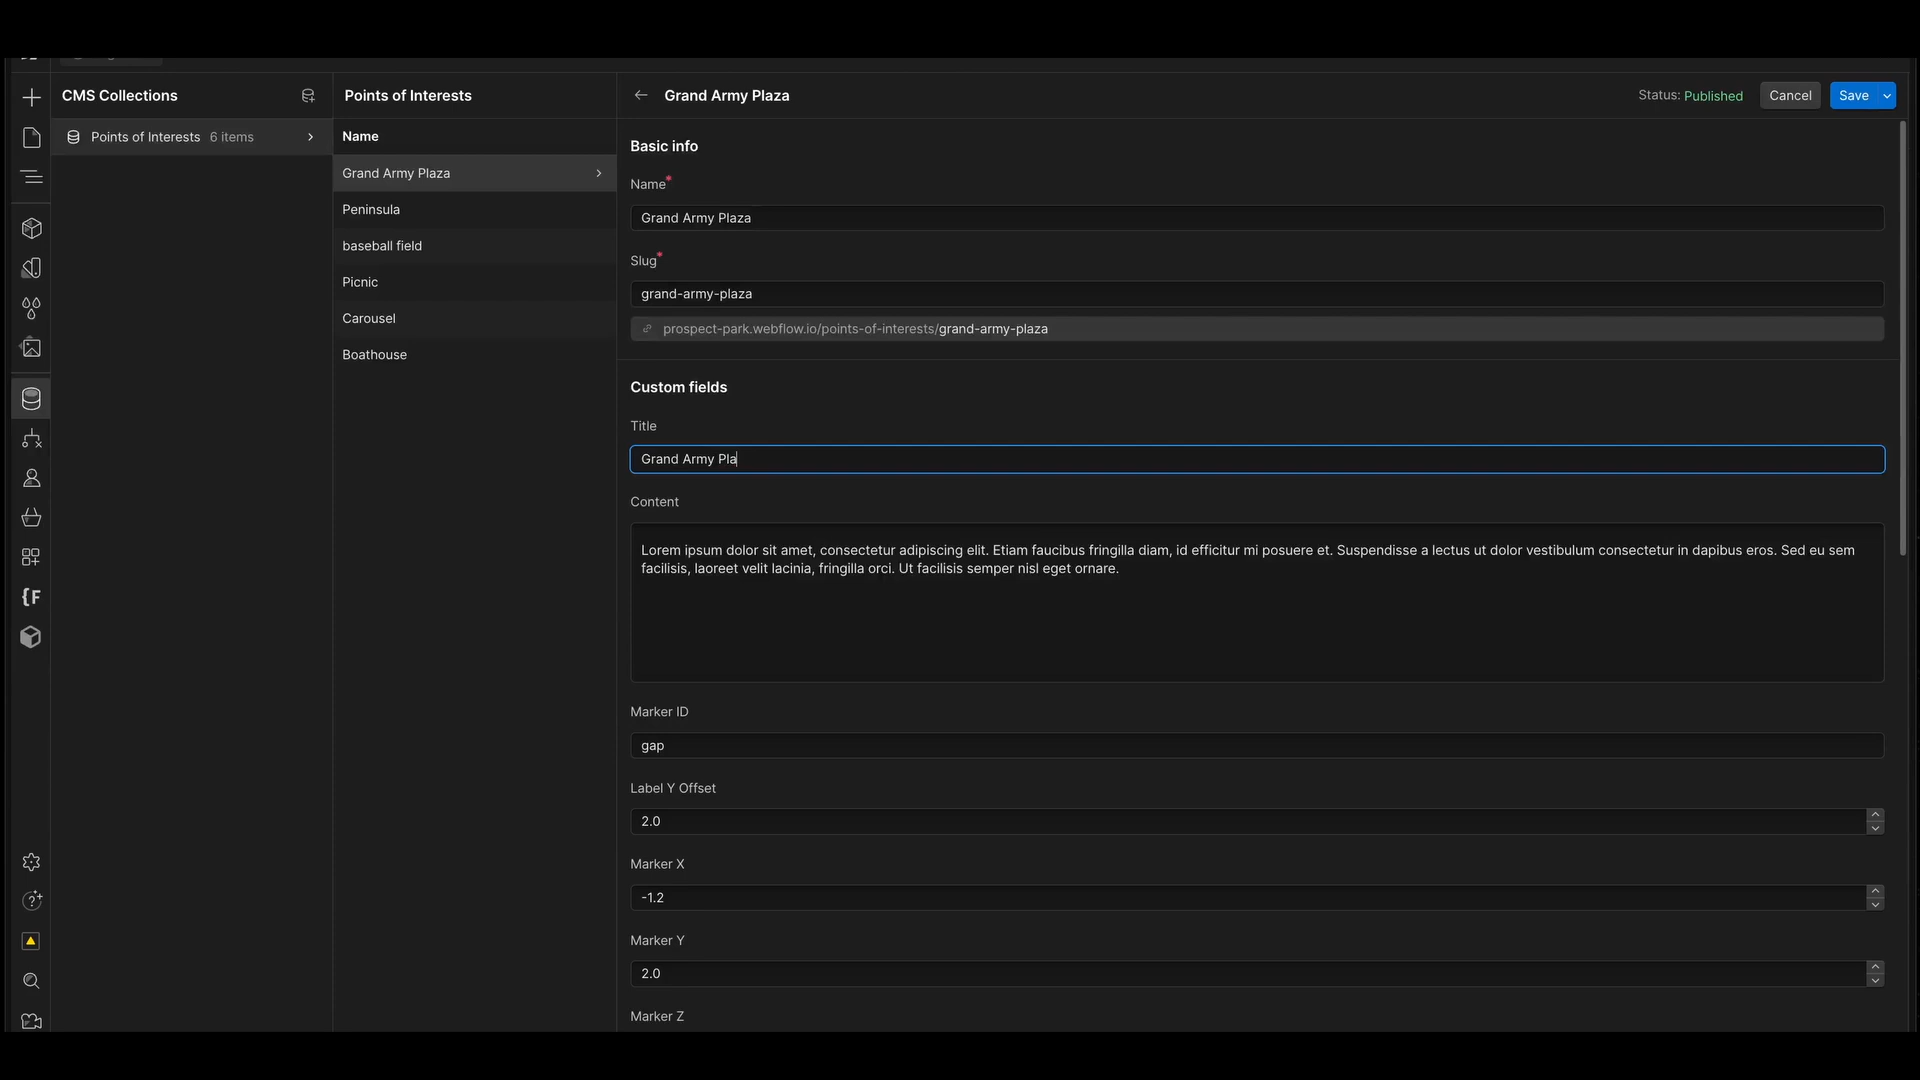 CMS Collections
Points of Interests 6 items
Points of Interests
Name
Grand Army Plaza
Peninsula
baseball field
Picnic
Carousel
Boathouse
Grand Army Plaza
Status: Published
Cancel
Save
Basic info
Name*
Grand Army Plaza
Slug*
grand-army-plaza
prospect-park.webflow.io/points-of-interests/grand-army-plaza
Custom fields
Title
Grand Army Pla
Content
Lorem ipsum dolor sit amet, consectetur adipiscing elit. Etiam faucibus fringilla diam, id efficitur mi posuere et. Suspendisse a lectus ut dolor vestibulum consectetur in dapibus eros. Sed eu sem
facilisis, laoreet velit lacinia, fringilla orci. Ut facilisis semper nisl eget ornare.
Marker ID
gap
Label Y Offset
2.0
Marker X
-1.2
Marker Y
2.0
Marker Z